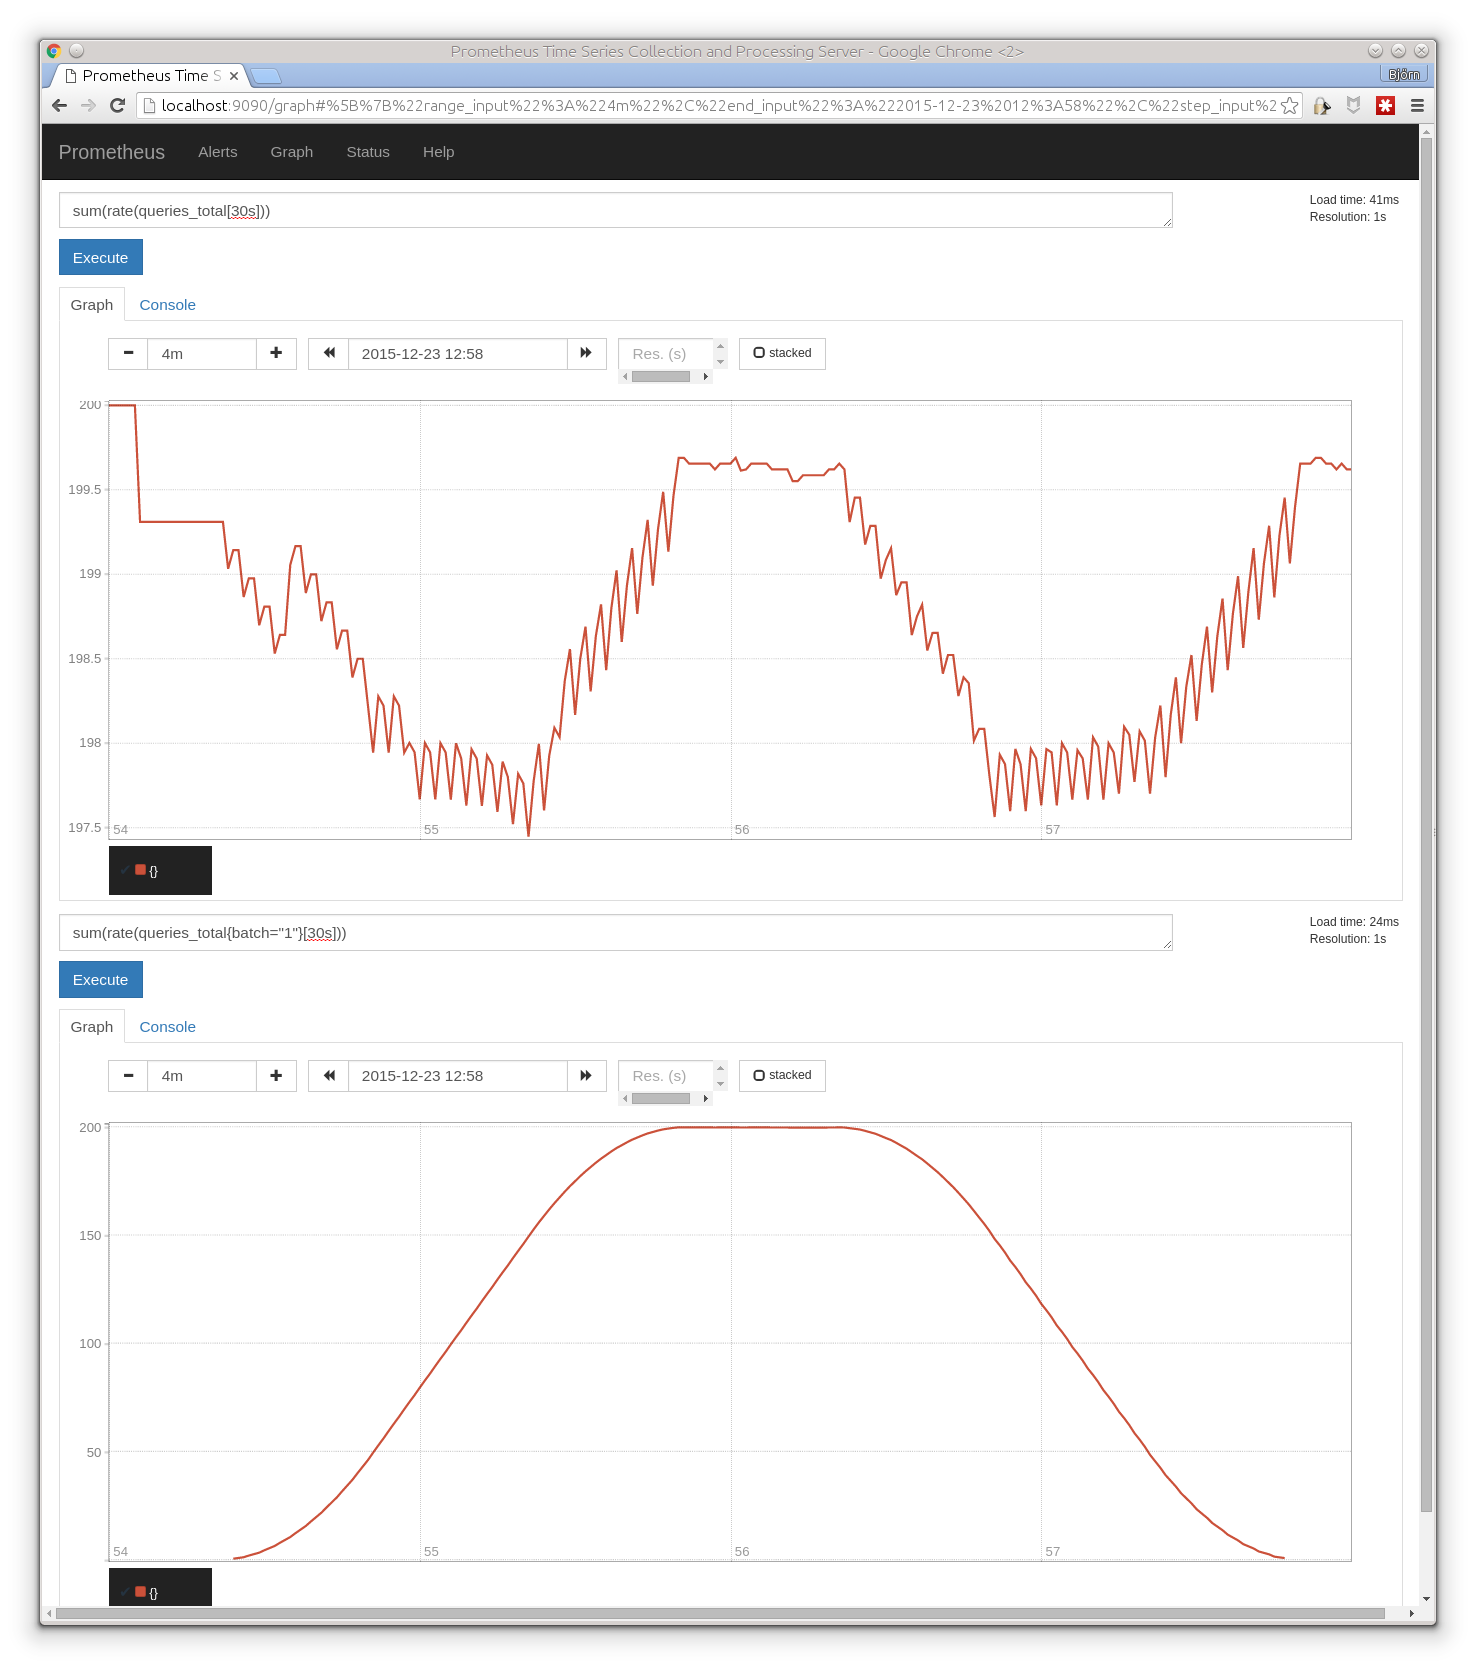 Prometheus Time Series Collection and Processing Server - Google Chrome <2>
Prometheus Time S
Björn
localhost:9090/graph#%5B%7B%22range_input%22%3A%224m%22%2C%22end_input%22%3A%222015-12-23%2012%3A58%22%2C%22step_input%2
Prometheus Alerts Graph Status Help
sum(rate(queries_total[30s]))
Load time: 41ms
Resolution: 1s
Execute
Graph Console
4m 2015-12-23 12:58 Res. (s) stacked
200
199.5
199
198.5
198
197.5
54 55 56 57
{}
sum(rate(queries_total{batch="1"}[30s]))
Load time: 24ms
Resolution: 1s
Execute
Graph Console
4m 2015-12-23 12:58 Res. (s) stacked
200
150
100
50
54 55 56 57
{}